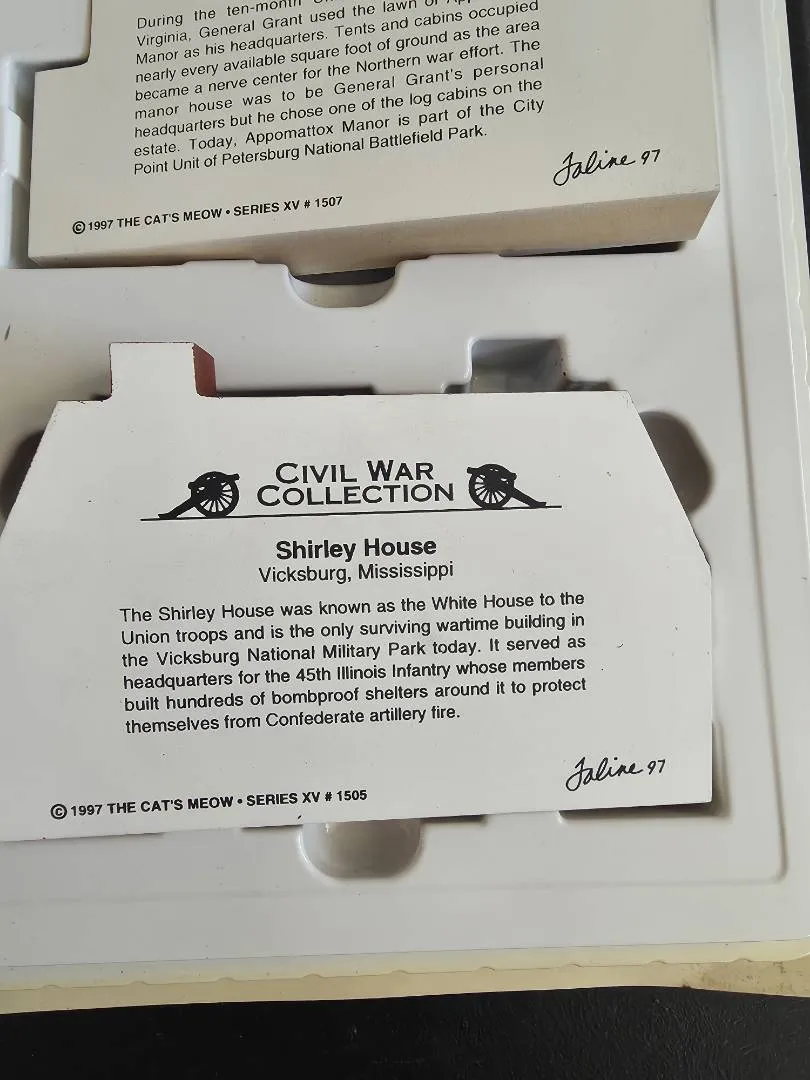 During the ten-month
Virginia, General Grant used the lawn of
Manor as his headquarters. Tents and cabins occupied
nearly every available square foot of ground as the area
became a nerve center for the Northern war effort. The
manor house was to be General Grant's personal
headquarters but he chose one of the log cabins on the
estate. Today, Appomattox Manor is part of the City
Point Unit of Petersburg National Battlefield Park.
Faline 97
© 1997 THE CAT'S MEOW • SERIES XV # 1507
CIVIL WAR
COLLECTION
Shirley House
Vicksburg, Mississippi
The Shirley House was known as the White House to the
Union troops and is the only surviving wartime building in
the Vicksburg National Military Park today. It served as
headquarters for the 45th Illinois Infantry whose members
built hundreds of bombproof shelters around it to protect
themselves from Confederate artillery fire.
Faline 97
© 1997 THE CAT'S MEOW • SERIES XV # 1505